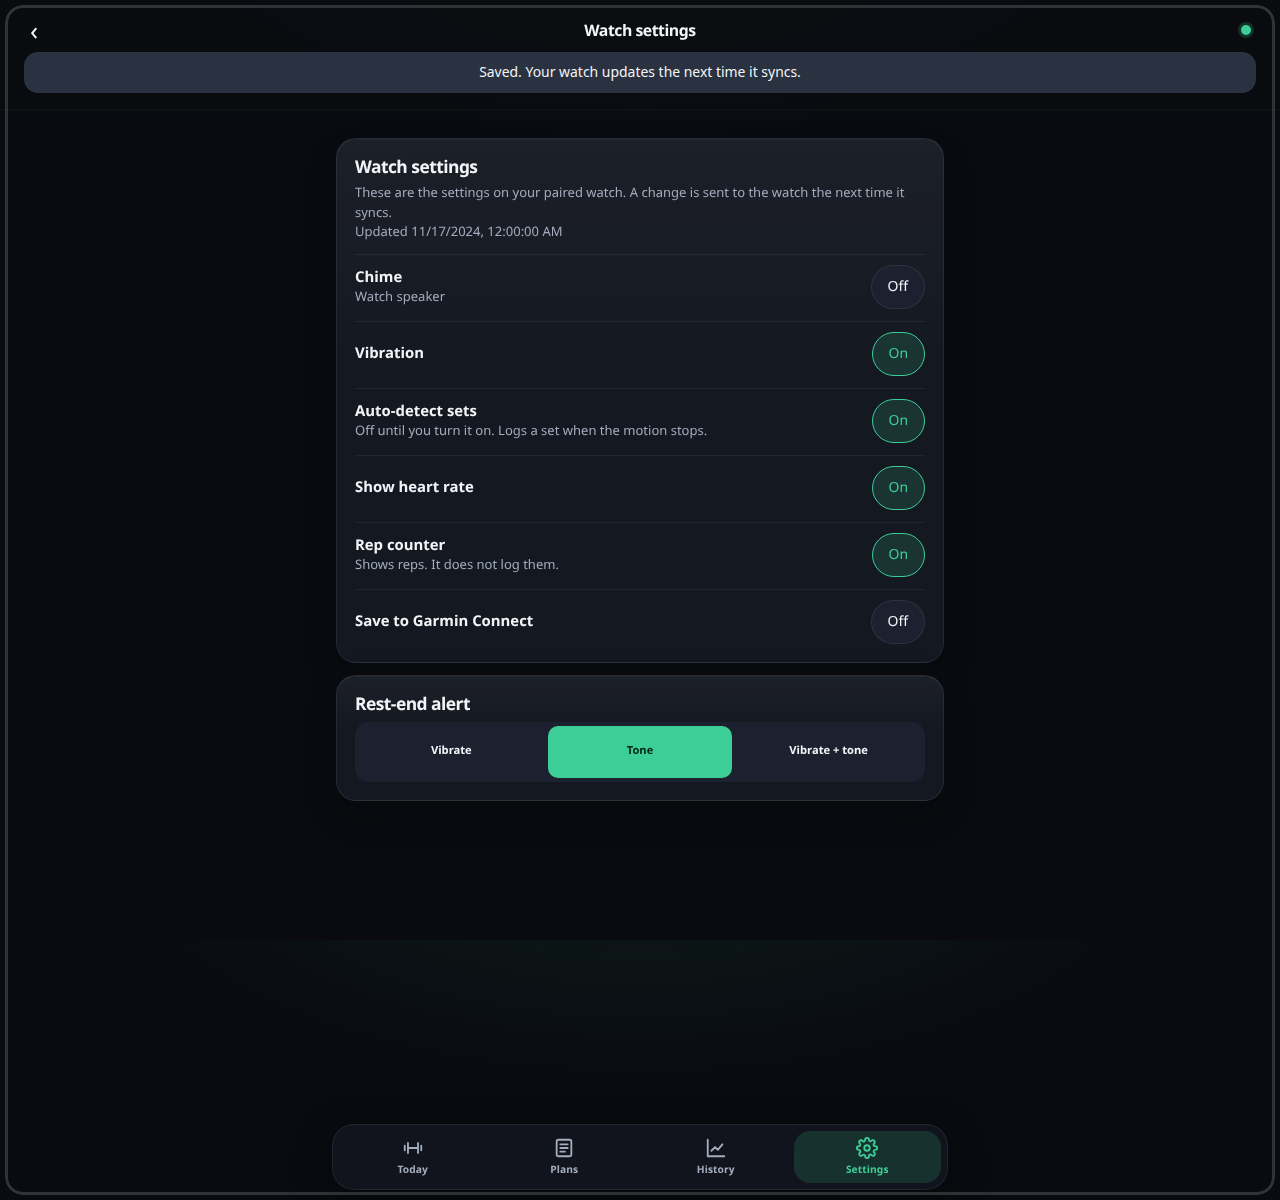 Watch settings
Saved. Your watch updates the next time it syncs.
Watch settings
These are the settings on your paired watch. A change is sent to the watch the next time it
syncs.
Updated 11/17/2024, 12:00:00 AM
Chime
Watch speaker
Off
Vibration
On
Auto-detect sets
Off until you turn it on. Logs a set when the motion stops.
On
Show heart rate
On
Rep counter
Shows reps. It does not log them.
On
Save to Garmin Connect
Off
Rest-end alert
Vibrate
Tone
Vibrate + tone
Today
Plans
History
Settings